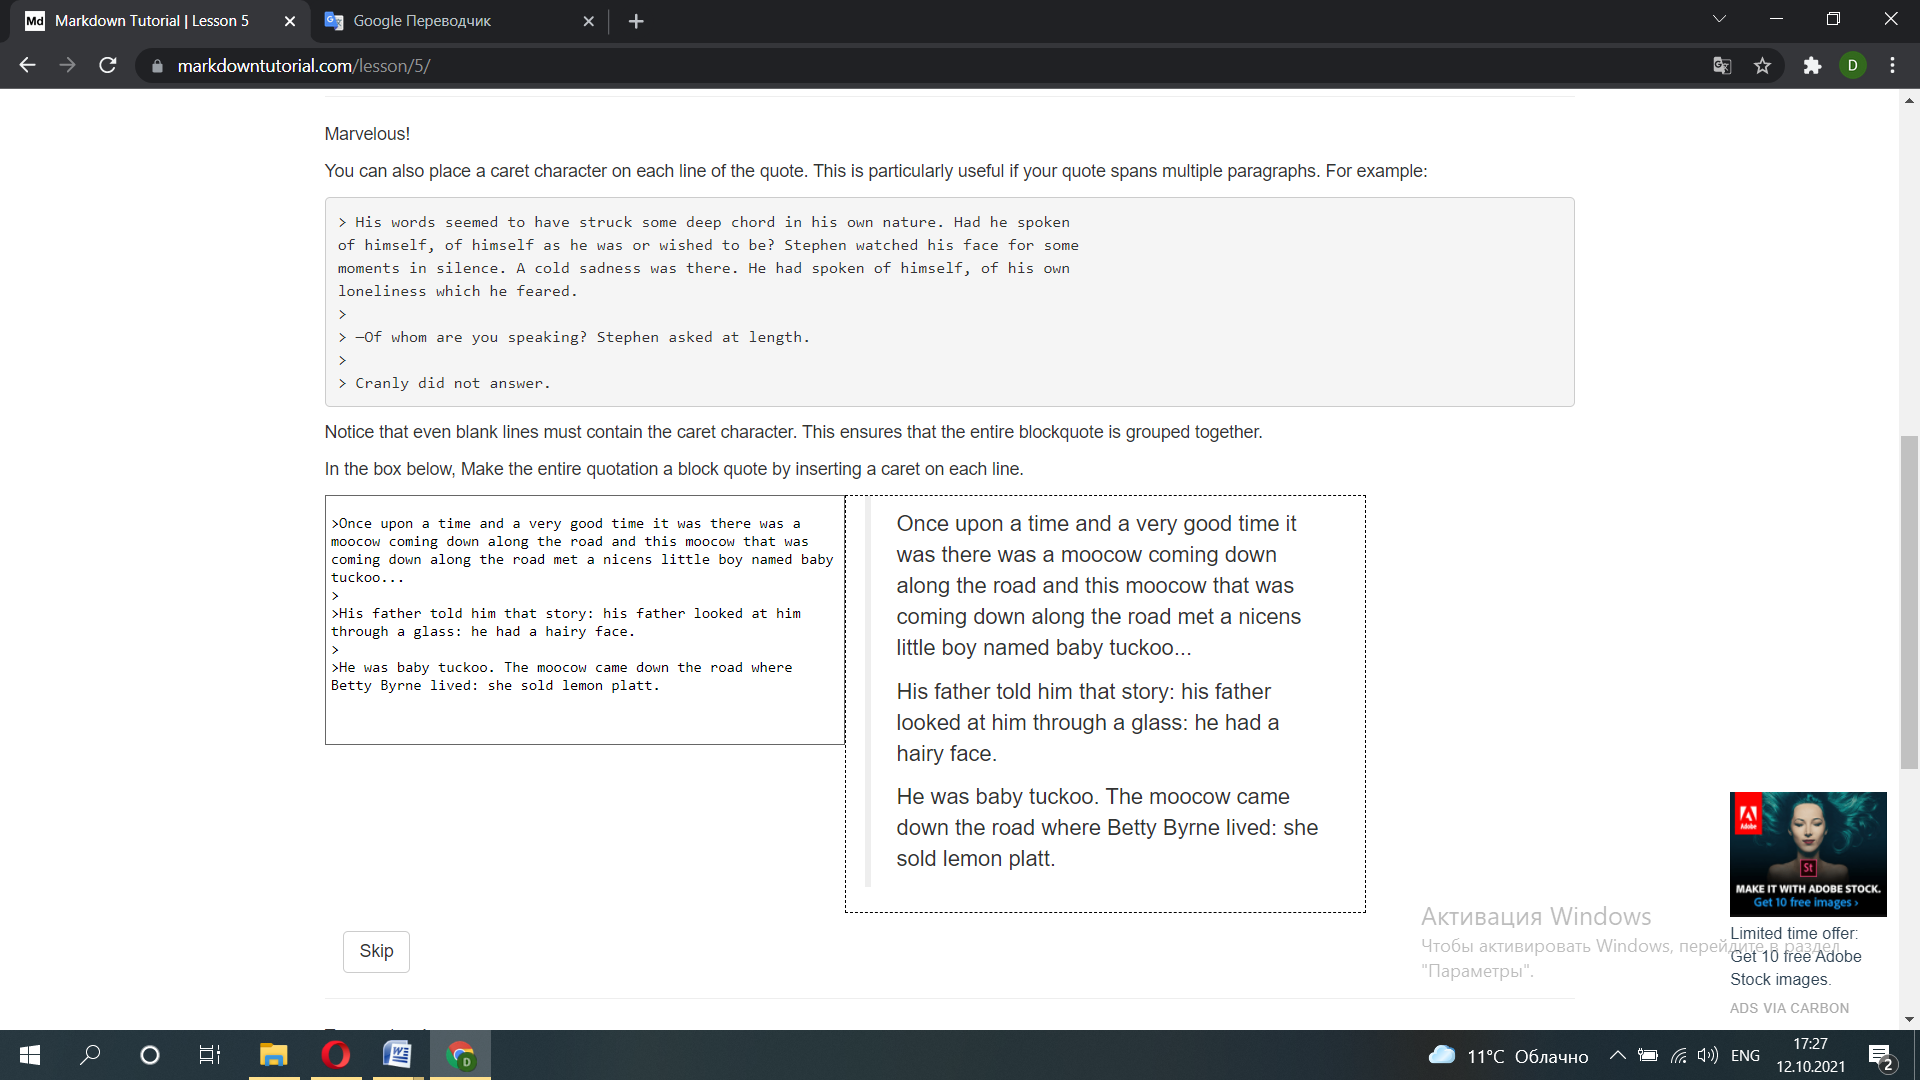 Md Markdown Tutorial | Lesson 5
Google Переводчик
markdowntutorial.com/lesson/5/
D
Marvelous!
You can also place a caret character on each line of the quote. This is particularly useful if your quote spans multiple paragraphs. For example:
> His words seemed to have struck some deep chord in his own nature. Had he spoken
of himself, of himself as he was or wished to be? Stephen watched his face for some
moments in silence. A cold sadness was there. He had spoken of himself, of his own
loneliness which he feared.
>
> —Of whom are you speaking? Stephen asked at length.
>
> Cranly did not answer.
Notice that even blank lines must contain the caret character. This ensures that the entire blockquote is grouped together.
In the box below, Make the entire quotation a block quote by inserting a caret on each line.
>Once upon a time and a very good time it was there was a
moocow coming down along the road and this moocow that was
coming down along the road met a nicens little boy named baby
tuckoo...
>
>His father told him that story: his father looked at him
through a glass: he had a hairy face.
>
>He was baby tuckoo. The moocow came down the road where
Betty Byrne lived: she sold lemon platt.
Once upon a time and a very good time it
was there was a moocow coming down
along the road and this moocow that was
coming down along the road met a nicens
little boy named baby tuckoo...
His father told him that story: his father
looked at him through a glass: he had a
hairy face.
He was baby tuckoo. The moocow came
down the road where Betty Byrne lived: she
sold lemon platt.
Skip
Adobe
St
MAKE IT WITH ADOBE STOCK.
Get 10 free images ›
Limited time offer:
Get 10 free Adobe
Stock images.
ADS VIA CARBON
Активация Windows
Чтобы активировать Windows, перейдите в раздел
"Параметры".
D
11°C Облачно
ENG
17:27
12.10.2021
2